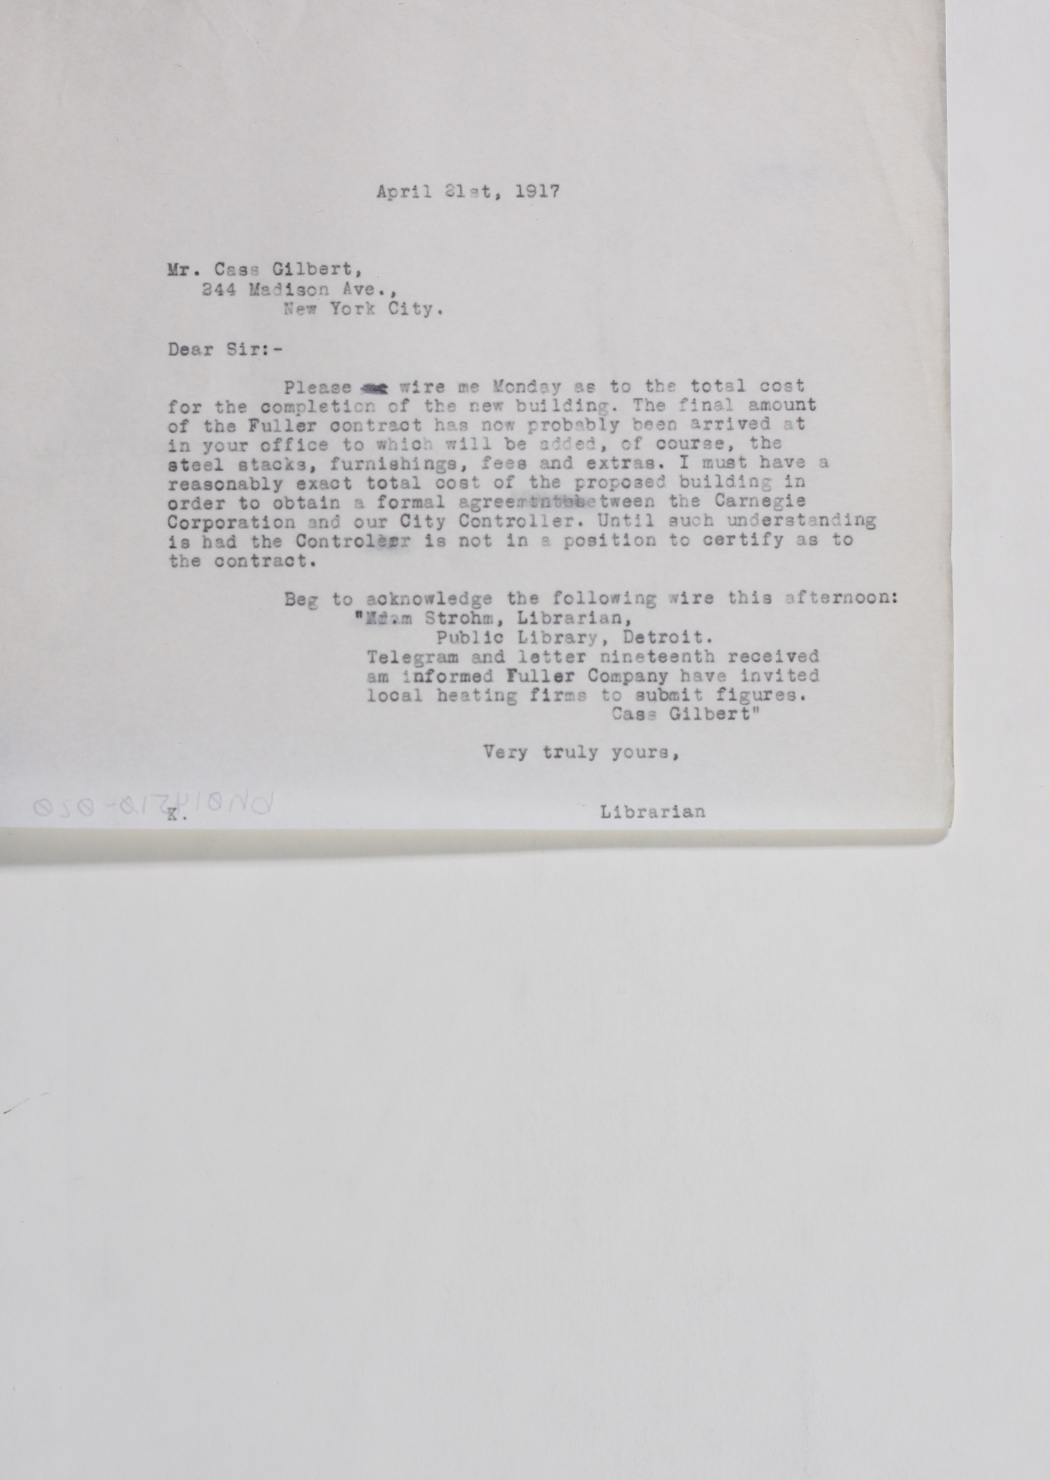 April 21st, 1917
Mr. Cass Gilbert,
244 Madison Ave.,
New York City.
Dear Sir:-
Please wire me Monday as to the total cost
for the completion of the new building. The final amount
of the Fuller contract has now probably been arrived at
in your office to which will be added, of course, the
steel stacks, furnishings, fees and extras. I must have a
reasonably exact total cost of the proposed building in
order to obtain a formal agreement between the Carnegie
Corporation and our City Controller. Until such understanding
is had the Controler is not in a position to certify as to
the contract.
Beg to acknowledge the following wire this afternoon:
"Adam Strohm, Librarian,
Public Library, Detroit.
Telegram and letter nineteenth received
am informed Fuller Company have invited
local heating firms to submit figures.
Cass Gilbert"
Very truly yours,
K. Librarian